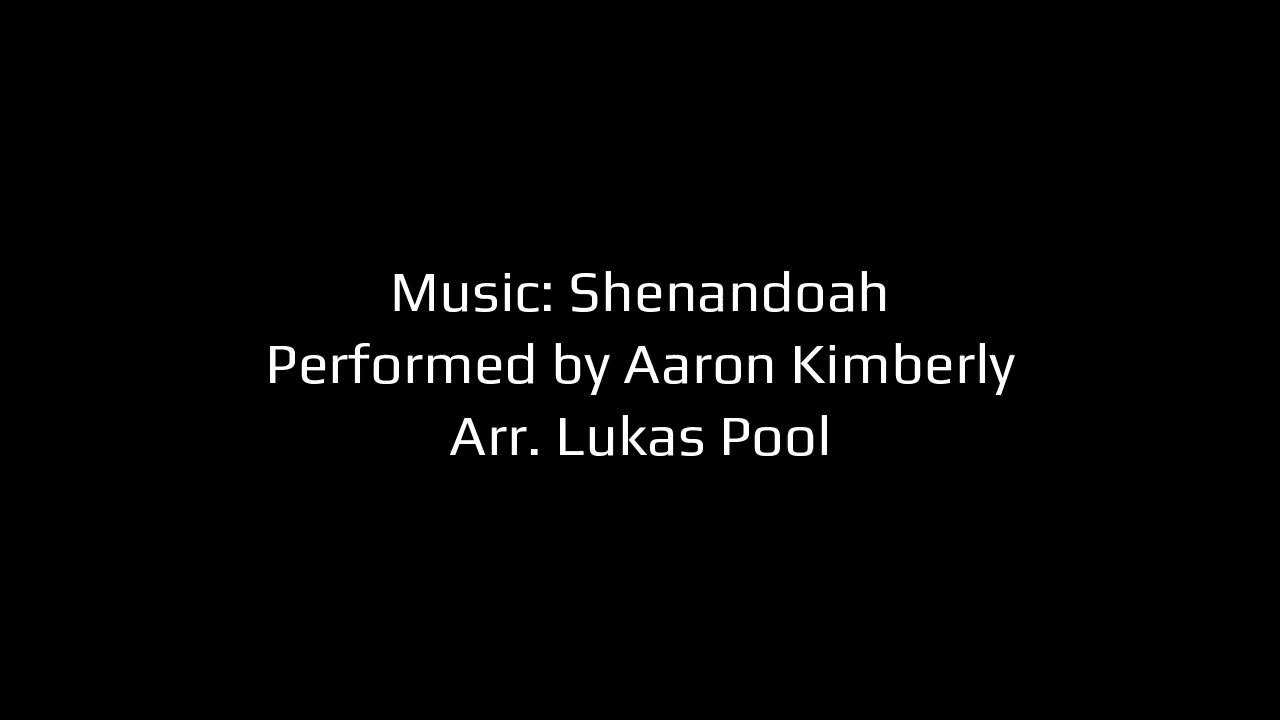 Music: Shenandoah
Performed by Aaron Kimberly
Arr. Lukas Pool